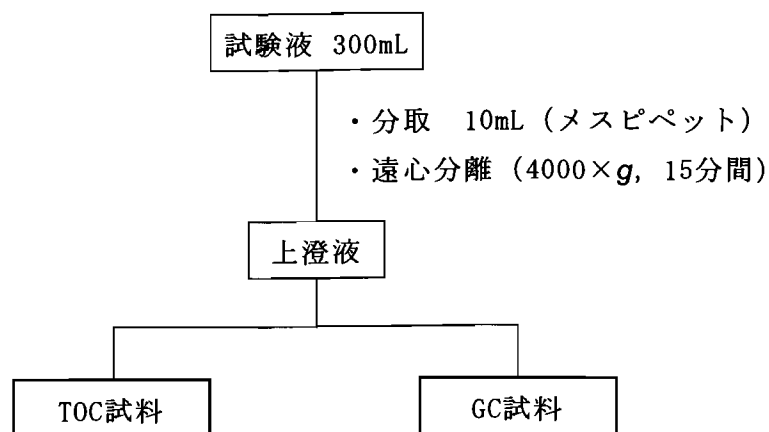 試験液 300mL
・分取 10mL（メスピペット）
・遠心分離（4000×g, 15分間）
上澄液
TOC試料
GC試料